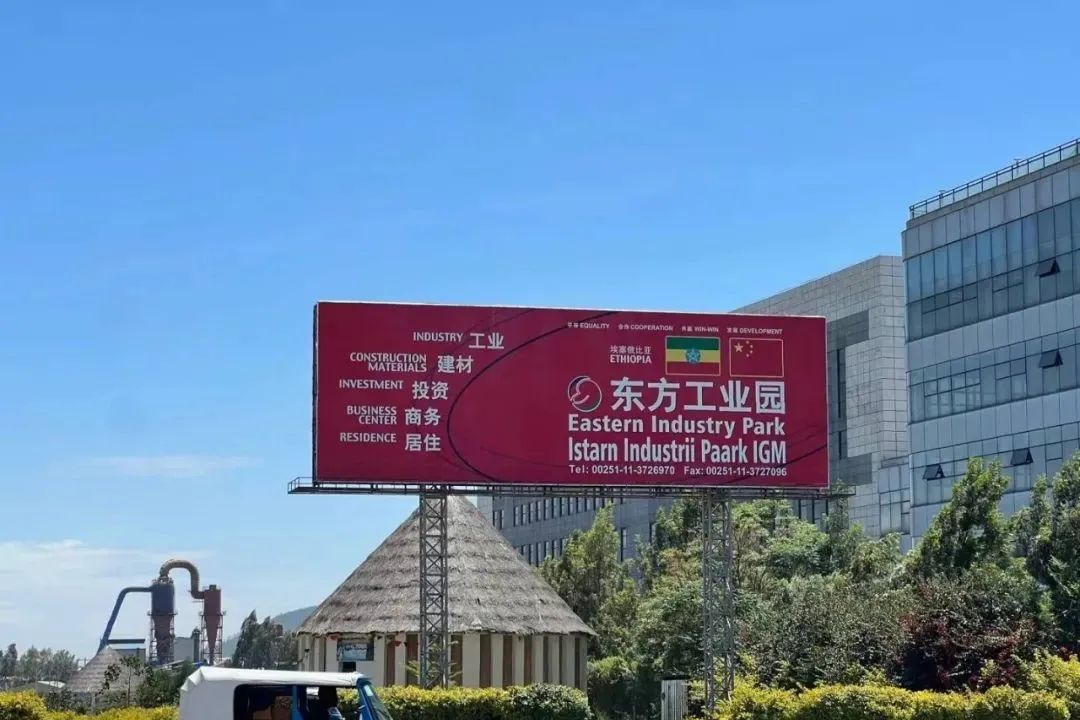 INDUSTRY 工业
CONSTRUCTION MATERIALS 建材
INVESTMENT 投资
BUSINESS CENTER 商务
RESIDENCE 居住
平等 EQUALITY 合作 COOPERATION 共赢 WIN-WIN 发展 DEVELOPMENT
埃塞俄比亚
ETHIOPIA
东方工业园
Eastern Industry Park
Istarn Industrii Paark IGM
Tel: 00251-11-3726970 Fax: 00251-11-3727096